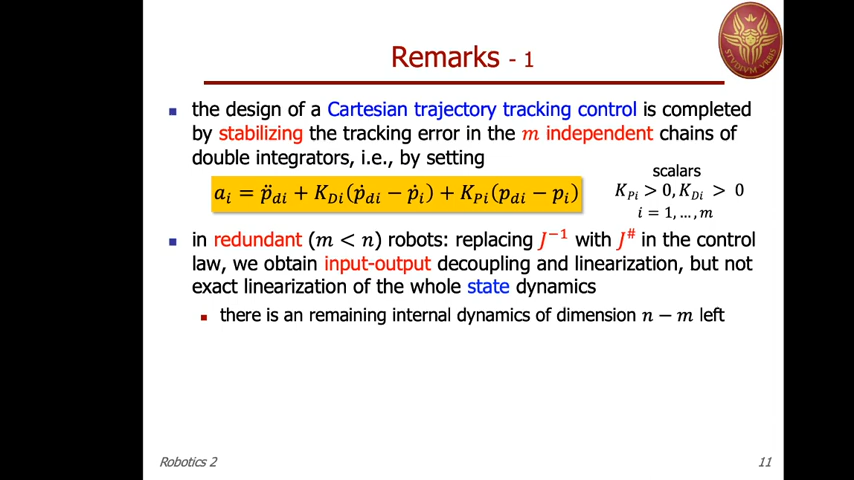 Remarks - 1
STVDIVM VRBIS
the design of a Cartesian trajectory tracking control is completed
by stabilizing the tracking error in the m independent chains of
double integrators, i.e., by setting
scalars
a_i = p̈_di + K_Di(ṗ_di − ṗ_i) + K_Pi(p_di − p_i)
K_Pi > 0, K_Di > 0
i = 1, ..., m
in redundant (m < n) robots: replacing J^−1 with J^# in the control
law, we obtain input-output decoupling and linearization, but not
exact linearization of the whole state dynamics
there is an remaining internal dynamics of dimension n − m left
Robotics 2
11